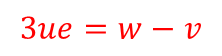 3ue = w − v